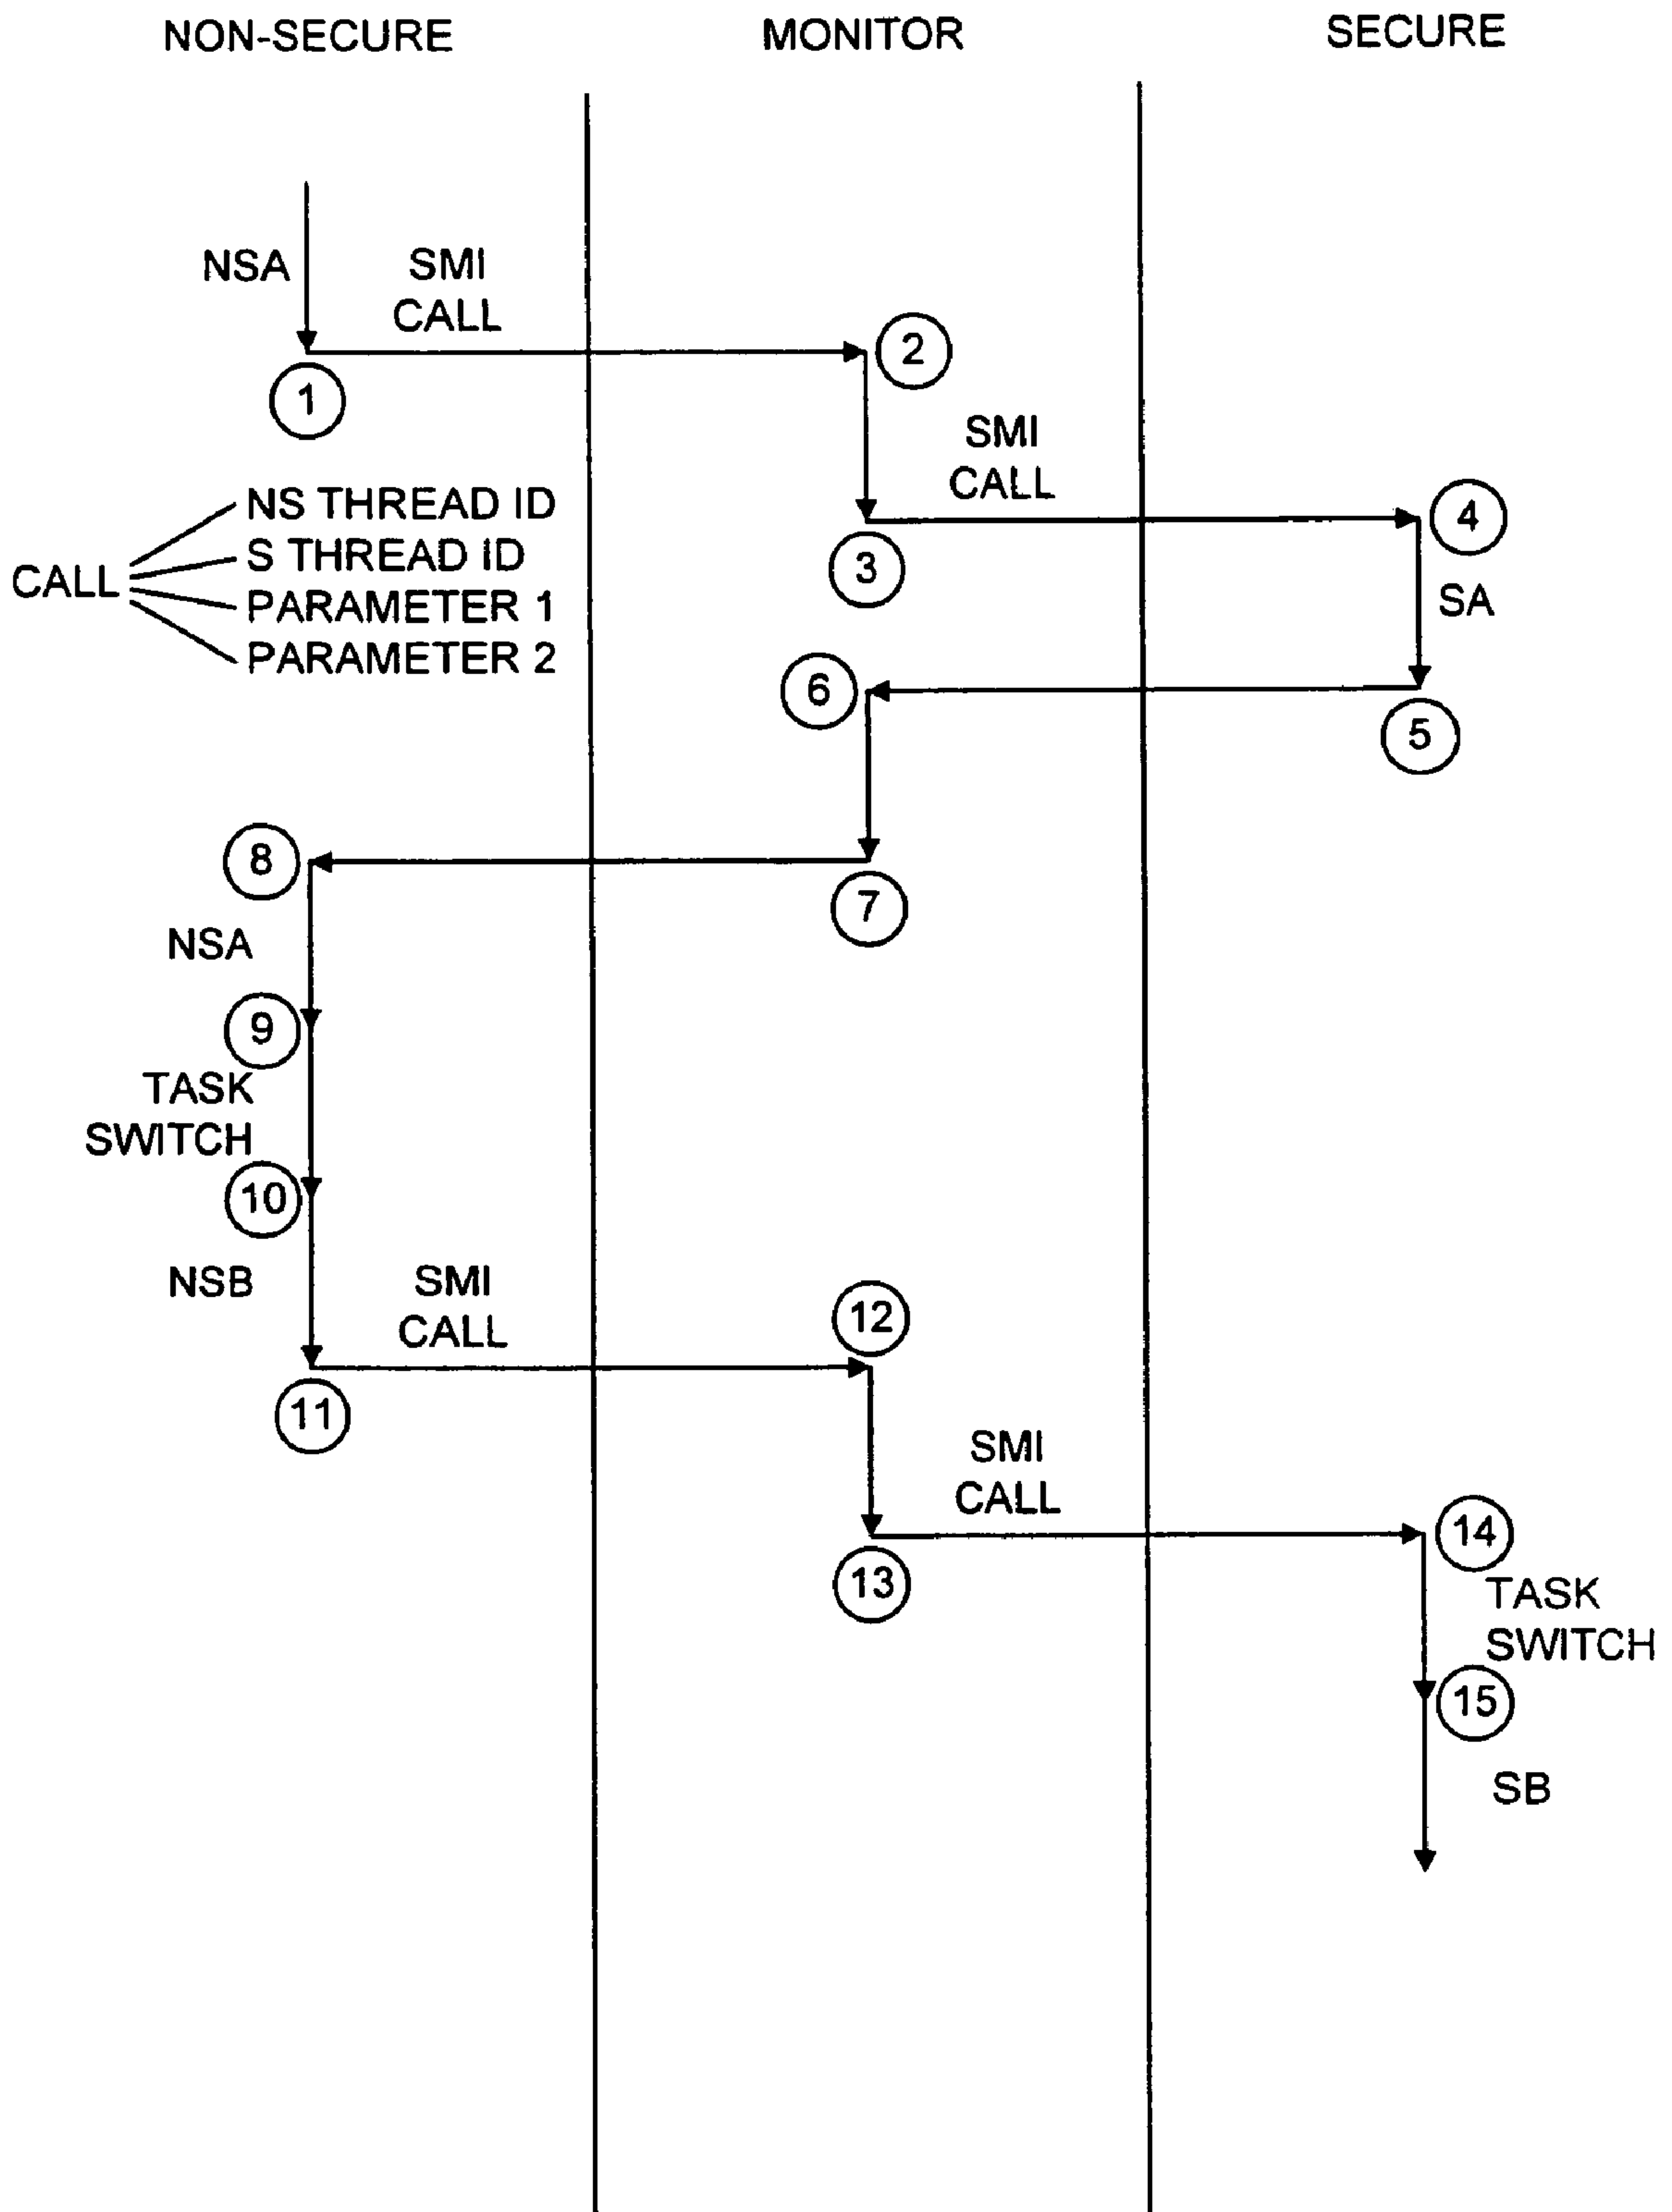 NON-SECURE
MONITOR
SECURE
NSA
SMI
CALL
2
1
SMI
CALL
4
3
CALL
NS THREAD ID
S THREAD ID
PARAMETER 1
PARAMETER 2
SA
6
5
8
7
NSA
9
TASK
SWITCH
10
NSB
SMI
CALL
12
11
SMI
CALL
14
13
TASK
SWITCH
15
SB